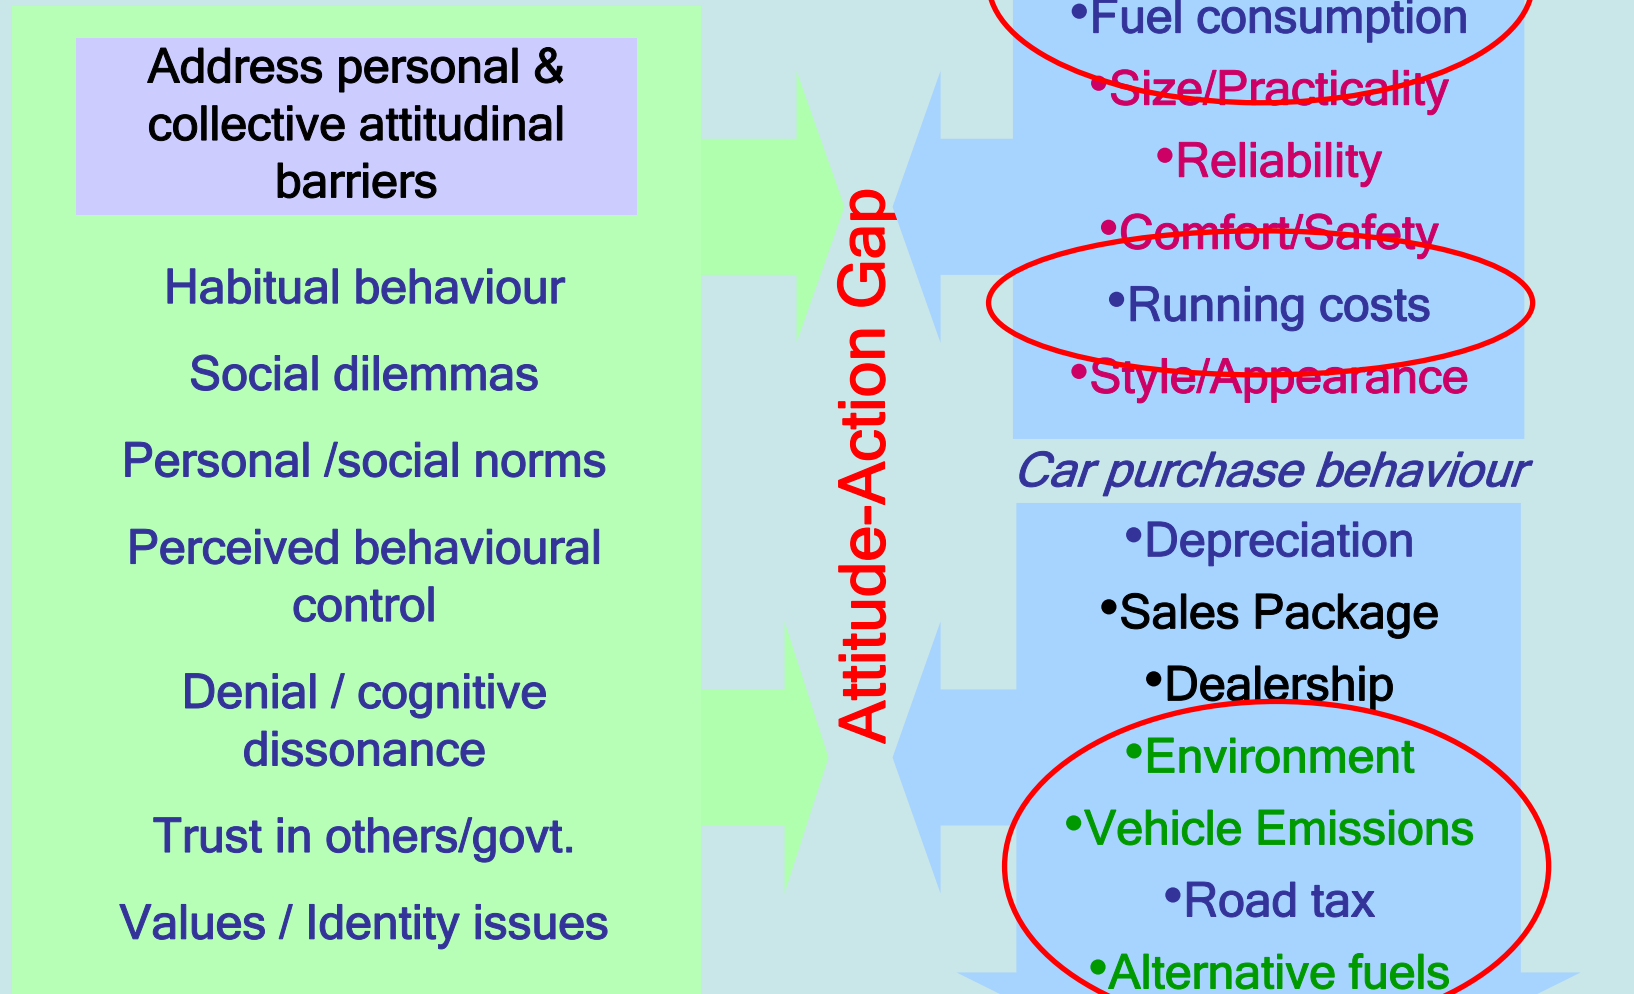 Address personal &
collective attitudinal
barriers
Habitual behaviour
Social dilemmas
Personal /social norms
Perceived behavioural
control
Denial / cognitive
dissonance
Trust in others/govt.
Values / Identity issues
Attitude-Action Gap
•Fuel consumption
•Size/Practicality
•Reliability
•Comfort/Safety
•Running costs
•Style/Appearance
Car purchase behaviour
•Depreciation
•Sales Package
•Dealership
•Environment
•Vehicle Emissions
•Road tax
•Alternative fuels